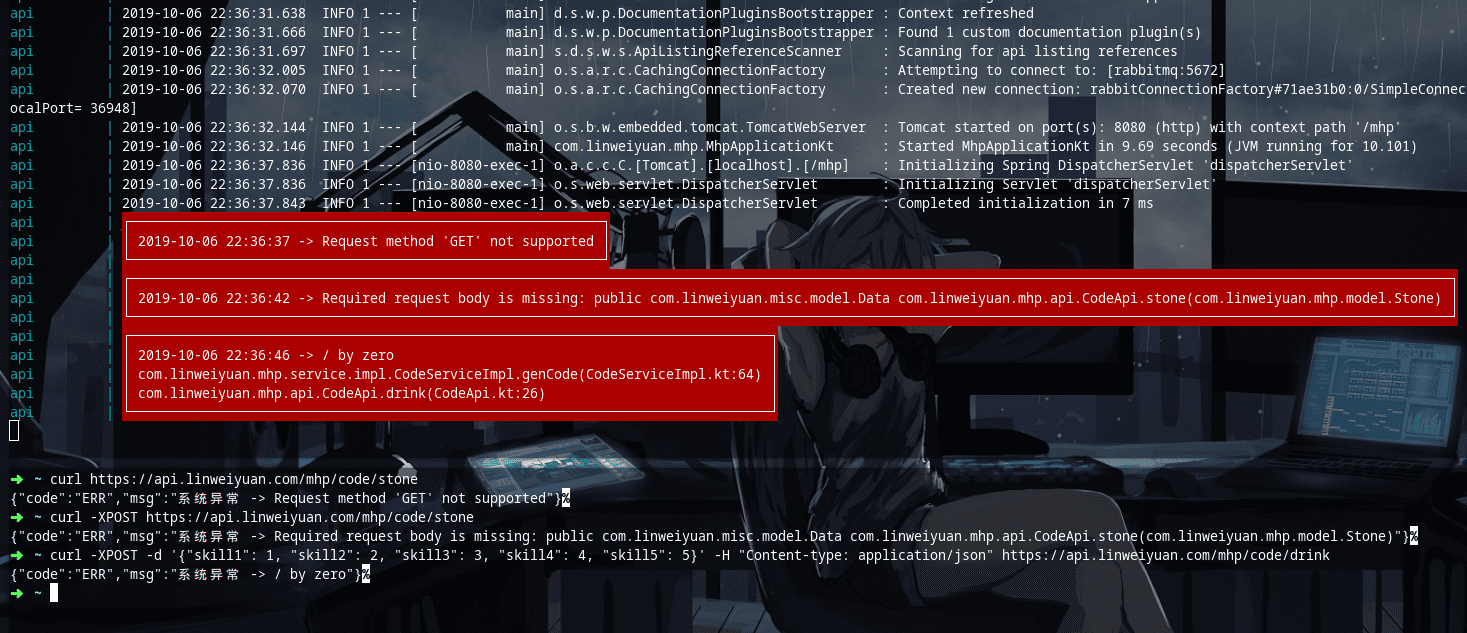 api | 2019-10-06 22:36:31.638 INFO 1 --- [ main] d.s.w.p.DocumentationPluginsBootstrapper : Context refreshed
api | 2019-10-06 22:36:31.666 INFO 1 --- [ main] d.s.w.p.DocumentationPluginsBootstrapper : Found 1 custom documentation plugin(s)
api | 2019-10-06 22:36:31.697 INFO 1 --- [ main] s.d.s.w.s.ApiListingReferenceScanner : Scanning for api listing references
api | 2019-10-06 22:36:32.005 INFO 1 --- [ main] o.s.a.r.c.CachingConnectionFactory : Attempting to connect to: [rabbitmq:5672]
api | 2019-10-06 22:36:32.070 INFO 1 --- [ main] o.s.a.r.c.CachingConnectionFactory : Created new connection: rabbitConnectionFactory#71ae31b0:0/SimpleConnec
ocalPort= 36948]
api | 2019-10-06 22:36:32.144 INFO 1 --- [ main] o.s.b.w.embedded.tomcat.TomcatWebServer : Tomcat started on port(s): 8080 (http) with context path '/mhp'
api | 2019-10-06 22:36:32.146 INFO 1 --- [ main] com.linweiyuan.mhp.MhpApplicationKt : Started MhpApplicationKt in 9.69 seconds (JVM running for 10.101)
api | 2019-10-06 22:36:37.836 INFO 1 --- [nio-8080-exec-1] o.a.c.c.C.[Tomcat].[localhost].[/mhp] : Initializing Spring DispatcherServlet 'dispatcherServlet'
api | 2019-10-06 22:36:37.836 INFO 1 --- [nio-8080-exec-1] o.s.web.servlet.DispatcherServlet : Initializing Servlet 'dispatcherServlet'
api | 2019-10-06 22:36:37.843 INFO 1 --- [nio-8080-exec-1] o.s.web.servlet.DispatcherServlet : Completed initialization in 7 ms
api |
api | 2019-10-06 22:36:37 -> Request method 'GET' not supported
api |
api |
api | 2019-10-06 22:36:42 -> Required request body is missing: public com.linweiyuan.misc.model.Data com.linweiyuan.mhp.api.CodeApi.stone(com.linweiyuan.mhp.model.Stone)
api |
api |
api | 2019-10-06 22:36:46 -> / by zero
api | com.linweiyuan.mhp.service.impl.CodeServiceImpl.genCode(CodeServiceImpl.kt:64)
api | com.linweiyuan.mhp.api.CodeApi.drink(CodeApi.kt:26)
api |
➜ ~ curl https://api.linweiyuan.com/mhp/code/stone
{"code":"ERR","msg":"系统异常 -> Request method 'GET' not supported"}%
➜ ~ curl -XPOST https://api.linweiyuan.com/mhp/code/stone
{"code":"ERR","msg":"系统异常 -> Required request body is missing: public com.linweiyuan.misc.model.Data com.linweiyuan.mhp.api.CodeApi.stone(com.linweiyuan.mhp.model.Stone)"}%
➜ ~ curl -XPOST -d '{"skill1": 1, "skill2": 2, "skill3": 3, "skill4": 4, "skill5": 5}' -H "Content-type: application/json" https://api.linweiyuan.com/mhp/code/drink
{"code":"ERR","msg":"系统异常 -> / by zero"}%
➜ ~